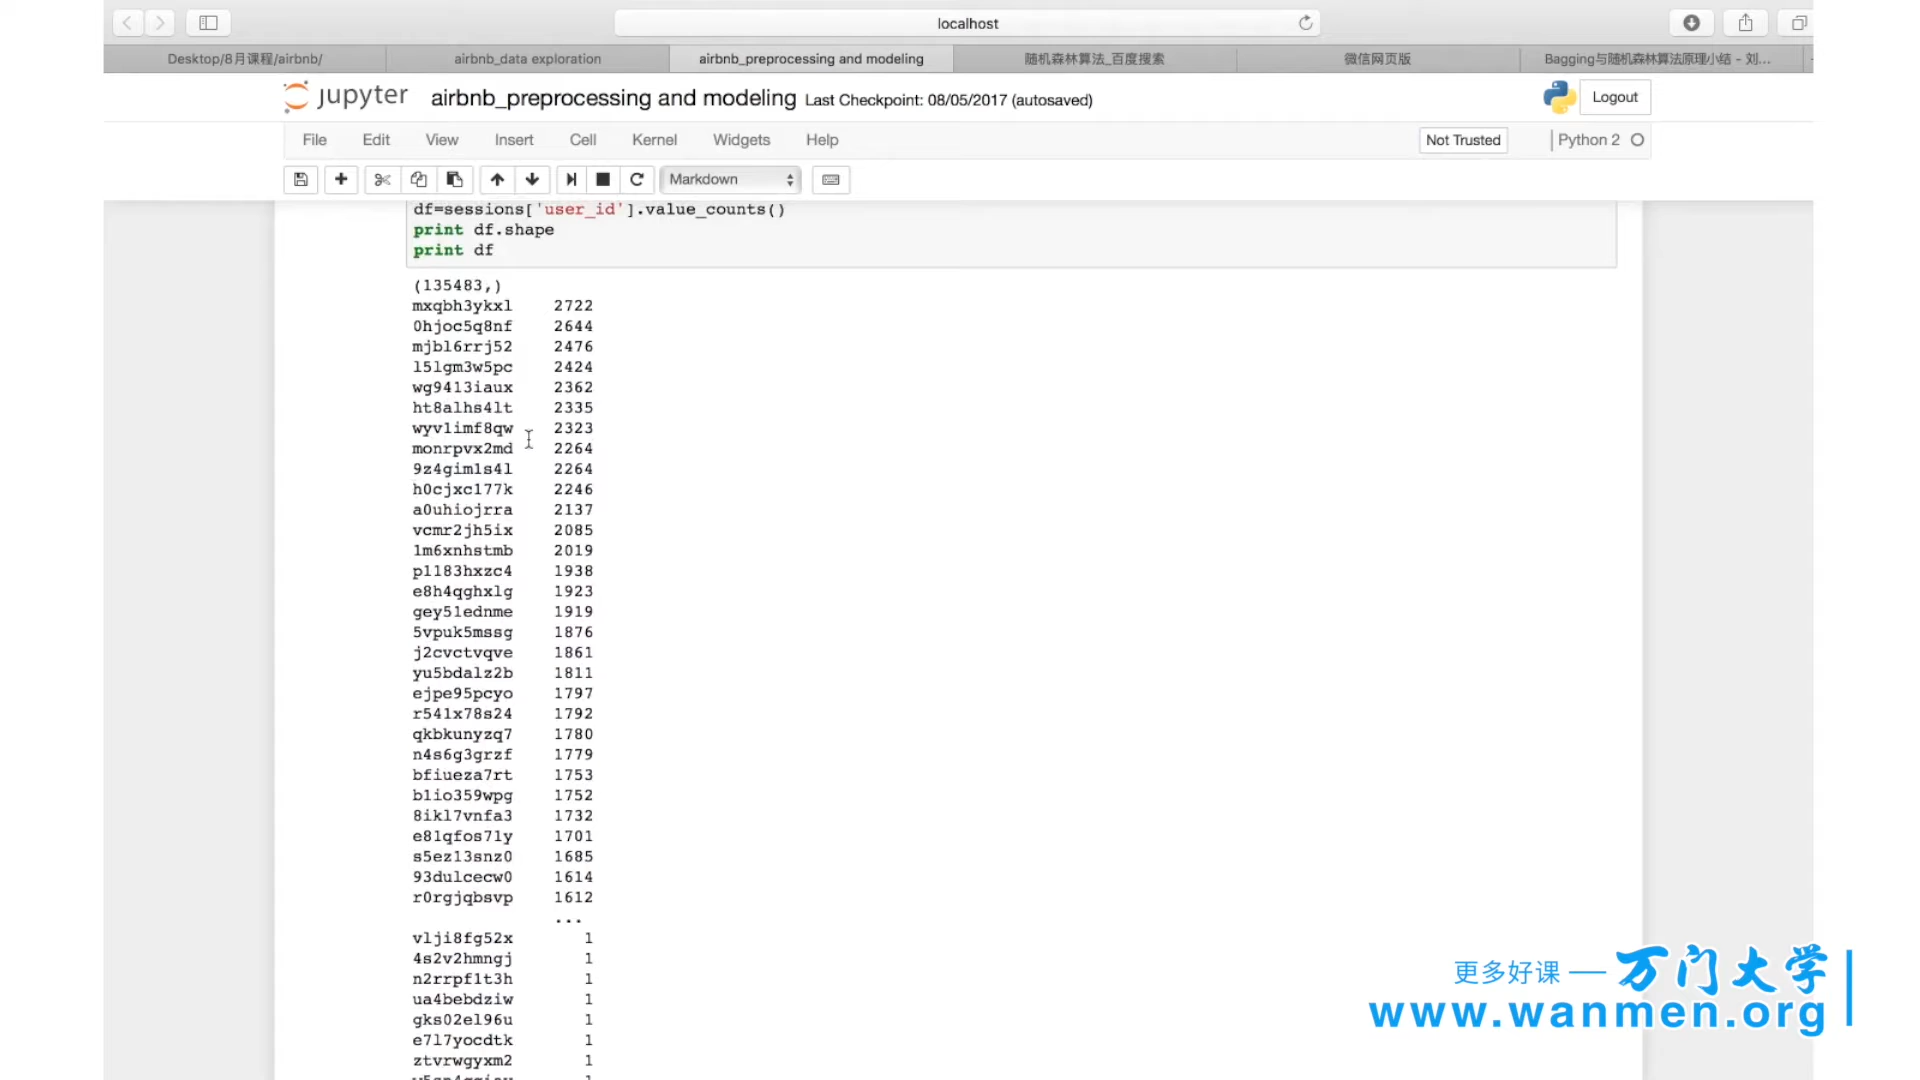 localhost
Desktop/8月课程/airbnb/
airbnb_data exploration
airbnb_preprocessing and modeling
随机森林算法_百度搜索
微信网页版
Bagging与随机森林算法原理小结 - 刘...
jupyter airbnb_preprocessing and modeling Last Checkpoint: 08/05/2017 (autosaved)
Logout
File Edit View Insert Cell Kernel Widgets Help
Not Trusted
Python 2
Markdown
df=sessions['user_id'].value_counts()
print df.shape
print df
(135483,)
mxqbh3ykxl 2722
0hjoc5q8nf 2644
mjbl6rrj52 2476
l5lgm3w5pc 2424
wg9413iaux 2362
ht8alhs4lt 2335
wyv1imf8qw 2323
monrpvx2md 2264
9z4gim1s4l 2264
h0cjxc177k 2246
a0uhiojrra 2137
vcmr2jh5ix 2085
1m6xnhstmb 2019
p1183hxzc4 1938
e8h4qghxlg 1923
gey51ednme 1919
5vpuk5mssg 1876
j2cvctvqve 1861
yu5bdalz2b 1811
ejpe95pcyo 1797
r541x78s24 1792
qkbkunyzq7 1780
n4s6g3grzf 1779
bfiueza7rt 1753
b1io359wpg 1752
8ikl7vnfa3 1732
e81qfos71y 1701
s5ez13snz0 1685
93dulcecw0 1614
r0rgjqbsvp 1612
...
vlji8fg52x 1
4s2v2hmngj 1
n2rrpf1t3h 1
ua4bebdziw 1
gks02el96u 1
e7l7yocdtk 1
ztvrwgyxm2 1
更多好课 — 万门大学
www.wanmen.org